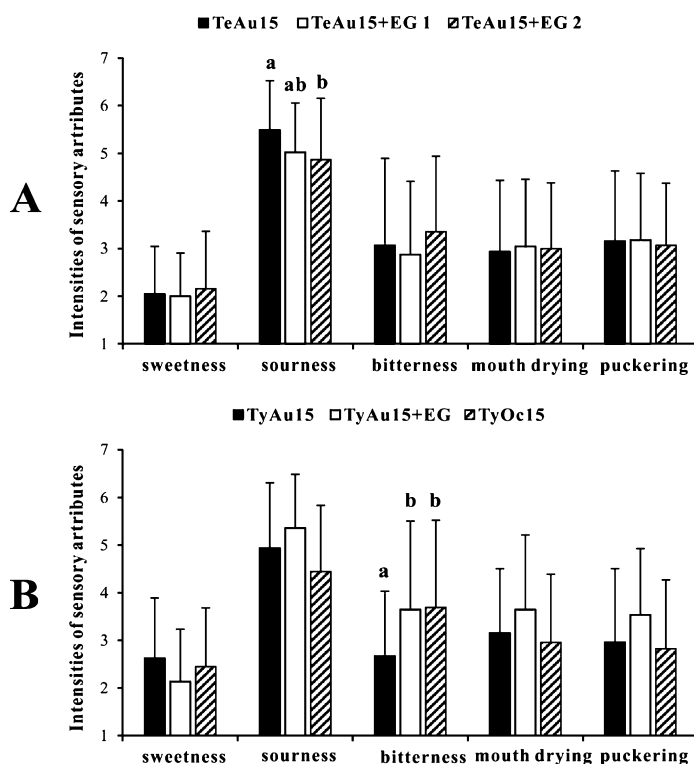 TeAu15 TeAu15+EG 1 TeAu15+EG 2
A
Intensities of sensory artributes
7
6
5
4
3
2
1
a
ab
b
sweetness sourness bitterness mouth drying puckering
TyAu15 TyAu15+EG TyOc15
B
Intensities of sensory artributes
7
6
5
4
3
2
1
a
b b
sweetness sourness bitterness mouth drying puckering